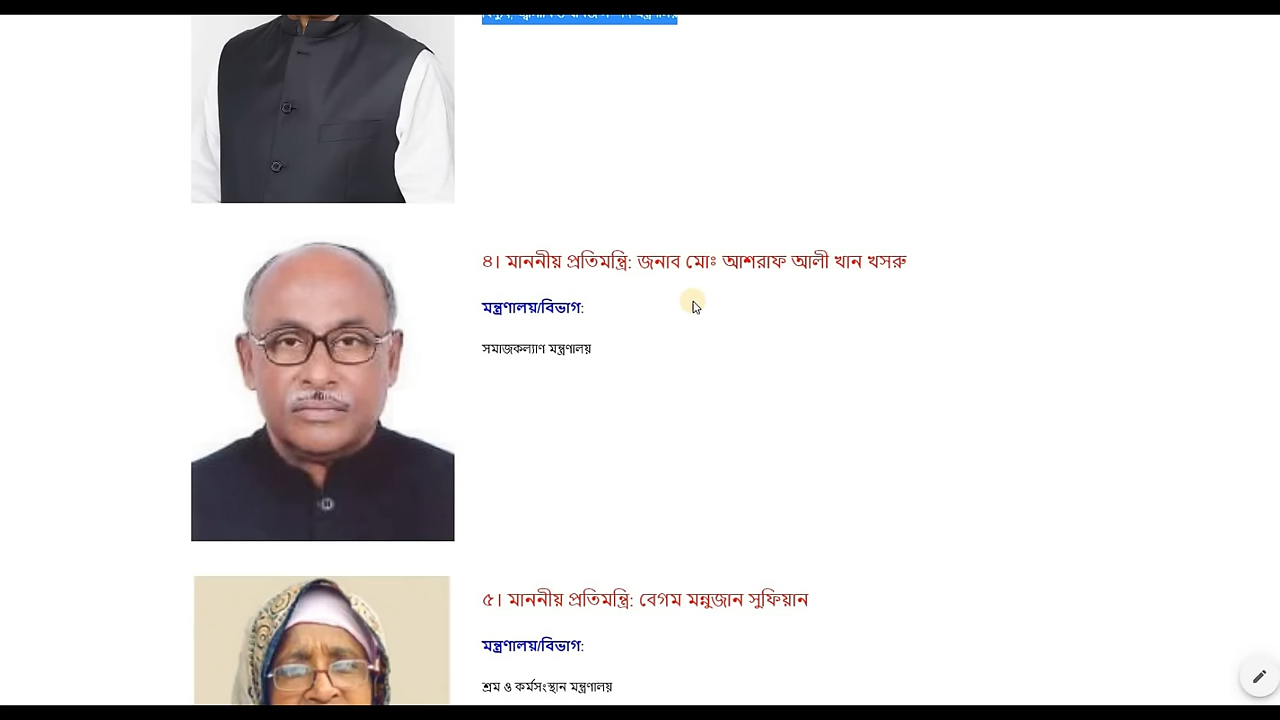 ৪। মাননীয় প্রতিমন্ত্রি: জনাব মোঃ আশরাফ আলী খান খসরু
মন্ত্রণালয়/বিভাগ:
সমাজকল্যাণ মন্ত্রণালয়
৫। মাননীয় প্রতিমন্ত্রি: বেগম মন্নুজান সুফিয়ান
মন্ত্রণালয়/বিভাগ:
শ্রম ও কর্মসংস্থান মন্ত্রণালয়